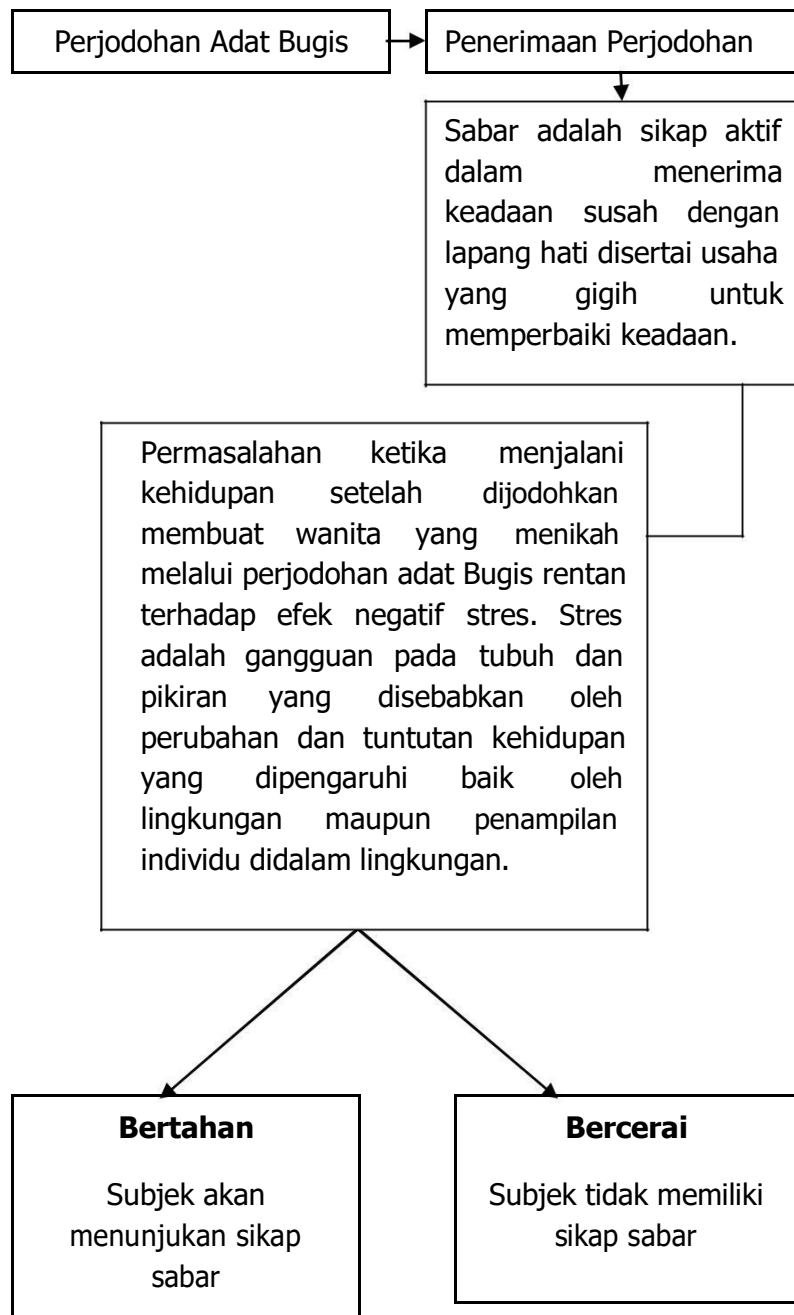 Perjodohan Adat Bugis
Penerimaan Perjodohan
Sabar adalah sikap aktif
dalam menerima
keadaan susah dengan
lapang hati disertai usaha
yang gigih untuk
memperbaiki keadaan.
Permasalahan ketika menjalani
kehidupan setelah dijodohkan
membuat wanita yang menikah
melalui perjodohan adat Bugis rentan
terhadap efek negatif stres. Stres
adalah gangguan pada tubuh dan
pikiran yang disebabkan oleh
perubahan dan tuntutan kehidupan
yang dipengaruhi baik oleh
lingkungan maupun penampilan
individu didalam lingkungan.
Bertahan
Subjek akan
menunjukan sikap
sabar
Bercerai
Subjek tidak memiliki
sikap sabar